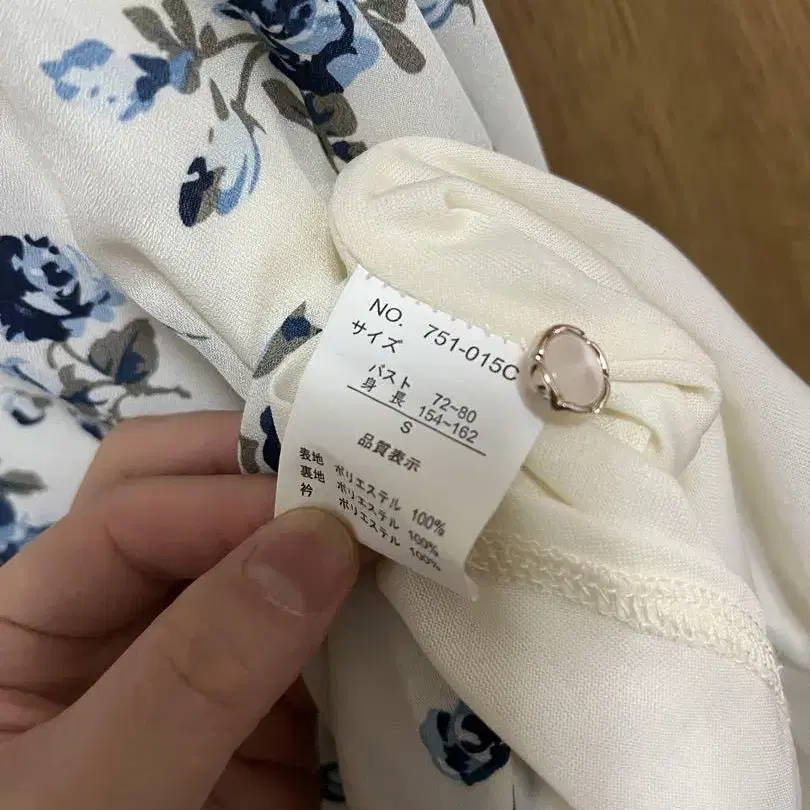 NO. 751-015C
サイズ
バスト 72~80
身 長 154~162
S
品質表示
表地 ポリエステル 100%
裏地 ポリエステル 100%
衿 ポリエステル 100%